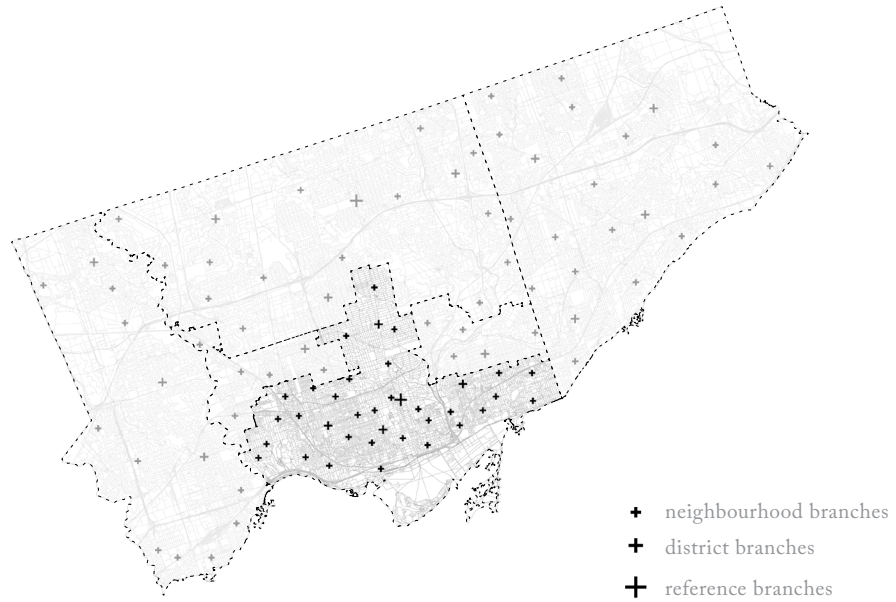 neighbourhood branches
district branches
reference branches